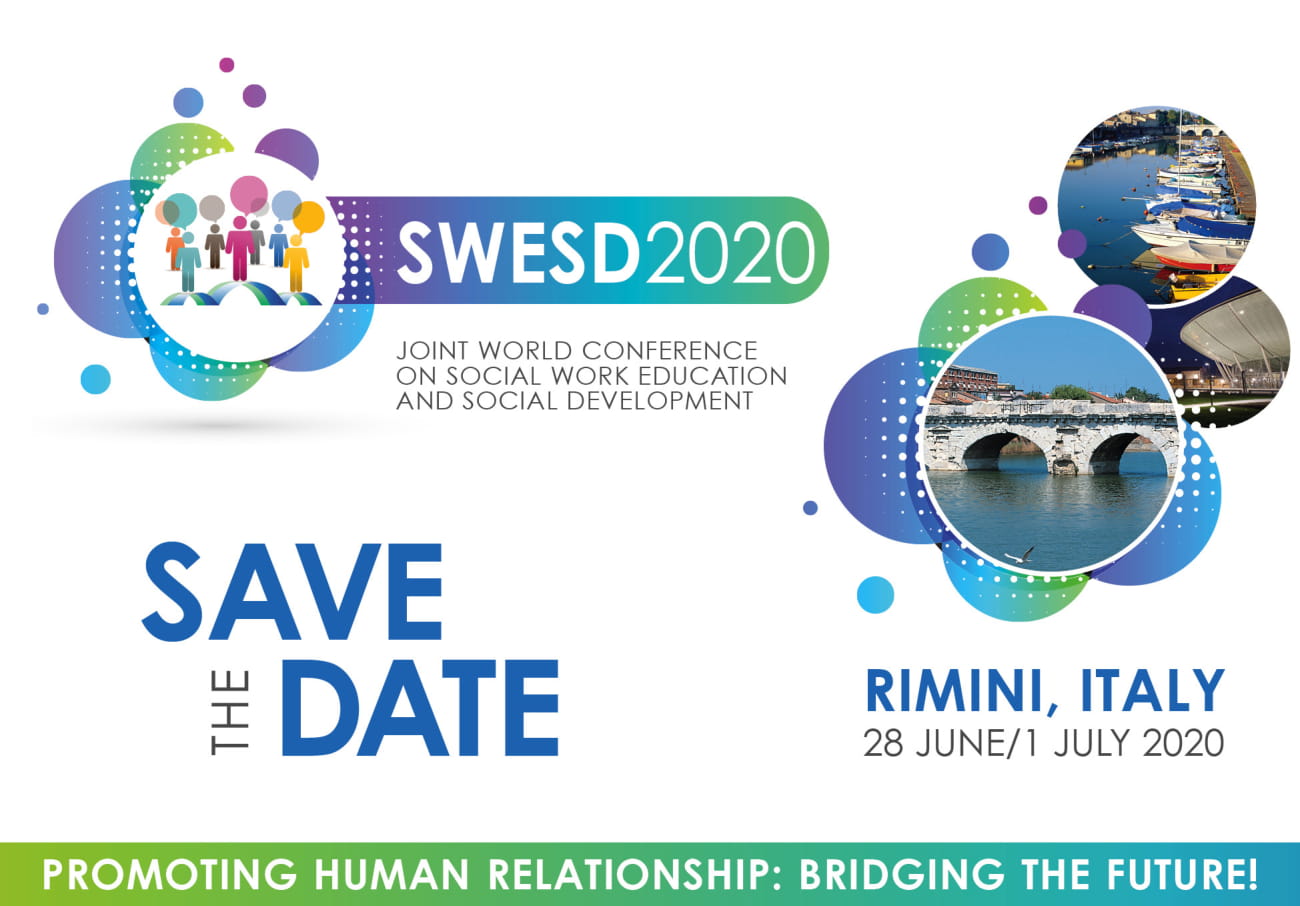 SWESD2020
JOINT WORLD CONFERENCE
ON SOCIAL WORK EDUCATION
AND SOCIAL DEVELOPMENT
SAVE
THE DATE
RIMINI, ITALY
28 JUNE/1 JULY 2020
PROMOTING HUMAN RELATIONSHIP: BRIDGING THE FUTURE!